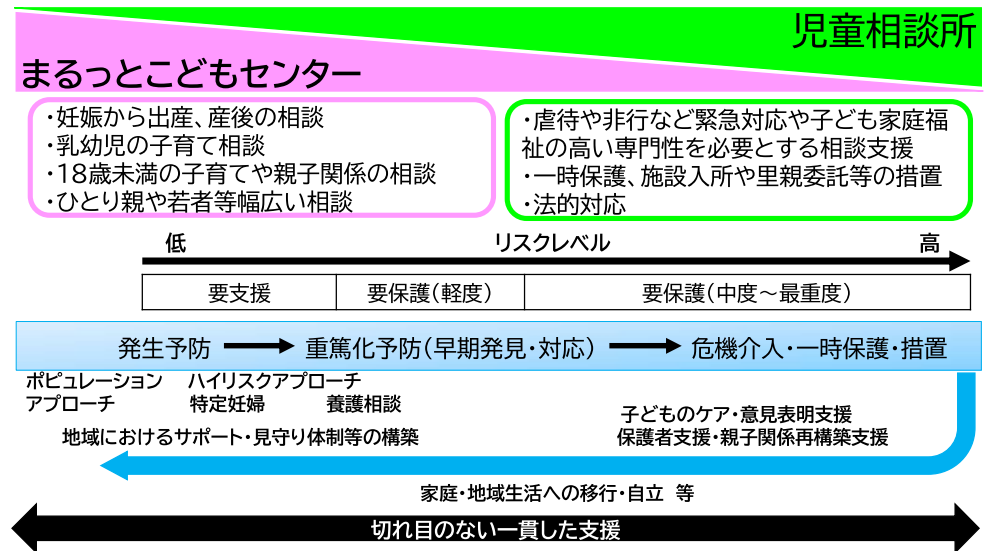 児童相談所
まるっとこどもセンター
・妊娠から出産、産後の相談
・乳幼児の子育て相談
・18歳未満の子育てや親子関係の相談
・ひとり親や若者等幅広い相談
・虐待や非行など緊急対応や子ども家庭福
祉の高い専門性を必要とする相談支援
・一時保護、施設入所や里親委託等の措置
・法的対応
低 リスクレベル 高
要支援 要保護（軽度） 要保護（中度～最重度）
発生予防 重篤化予防（早期発見・対応） 危機介入・一時保護・措置
ポピュレーション ハイリスクアプローチ
アプローチ 特定妊婦 養護相談
子どものケア・意見表明支援
地域におけるサポート・見守り体制等の構築 保護者支援・親子関係再構築支援
家庭・地域生活への移行・自立 等
切れ目のない一貫した支援